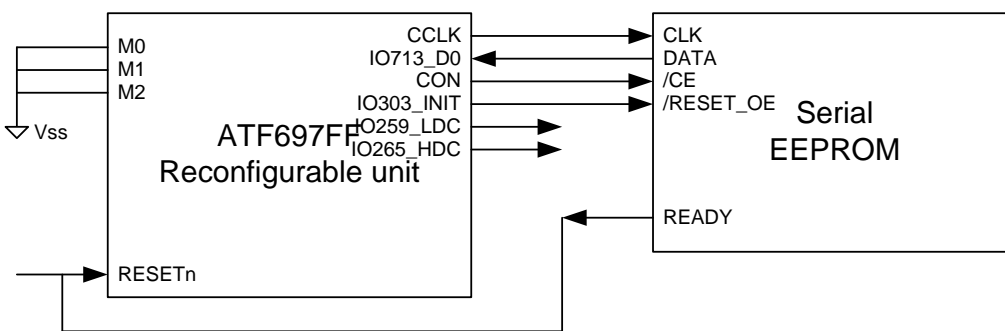 M0
M1
M2
Vss
ATF697FF
Reconfigurable unit
CCLK
IO713_D0
CON
IO303_INIT
IO259_LDC
IO265_HDC
RESETn
CLK
DATA
/CE
/RESET_OE
Serial
EEPROM
READY